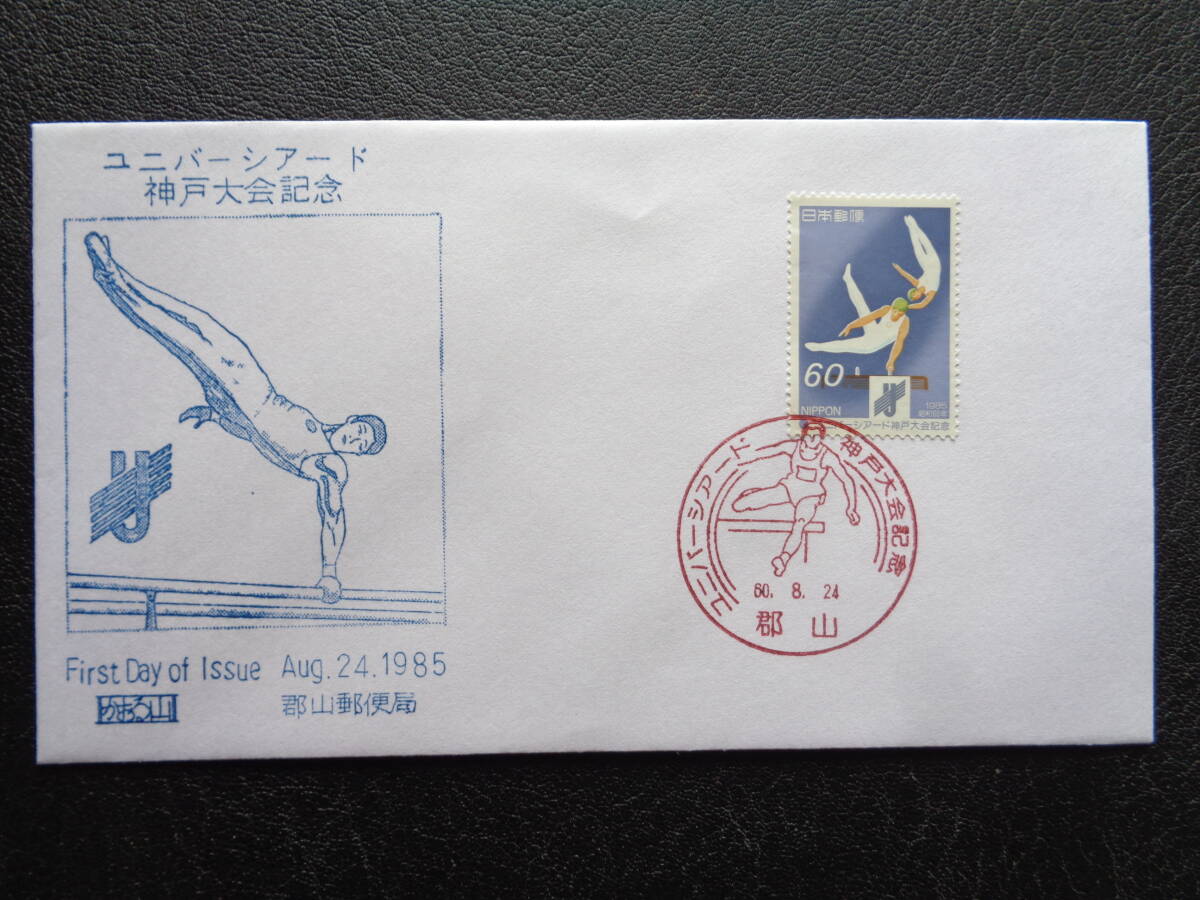 ユニバーシアード
神戸大会記念
First Day of Issue Aug.24.1985
郡山郵便局
日本郵便
60
NIPPON
1985
昭和60年
ユニバーシアード神戸大会記念
ユニバーシアード 神戸大会記念
60. 8. 24
郡山